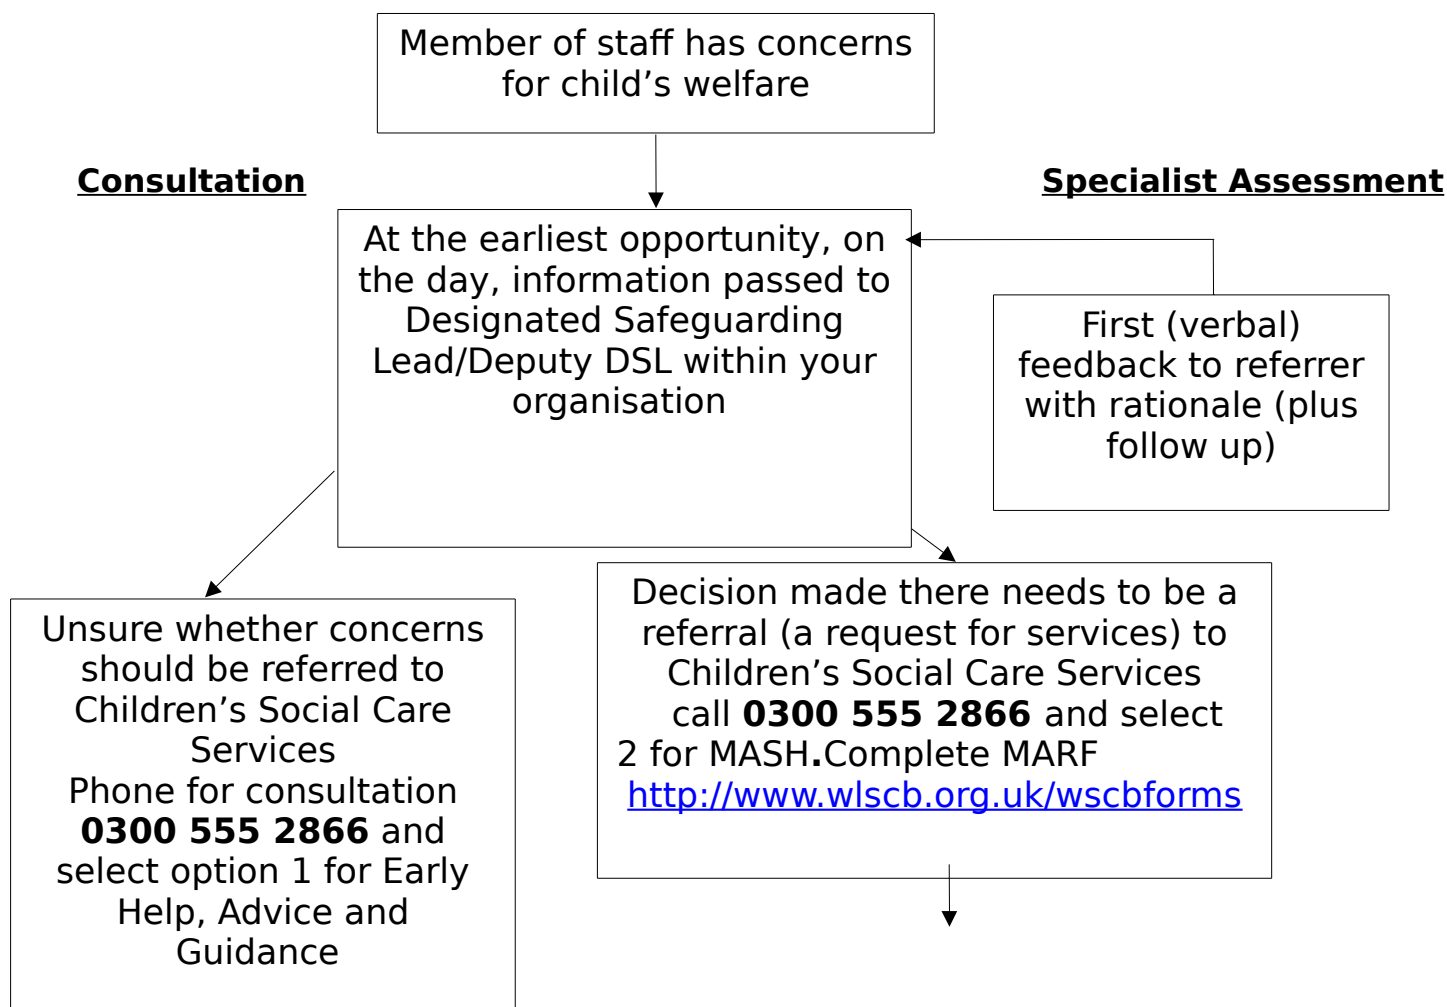 Member of staff has concerns
for child’s welfare
Consultation
Specialist Assessment
At the earliest opportunity, on
the day, information passed to
Designated Safeguarding
Lead/Deputy DSL within your
organisation
First (verbal)
feedback to referrer
with rationale (plus
follow up)
Unsure whether concerns
should be referred to
Children’s Social Care
Services
Phone for consultation
0300 555 2866 and
select option 1 for Early
Help, Advice and
Guidance
Decision made there needs to be a
referral (a request for services) to
Children’s Social Care Services
call 0300 555 2866 and select
2 for MASH.Complete MARF
http://www.wlscb.org.uk/wscbforms